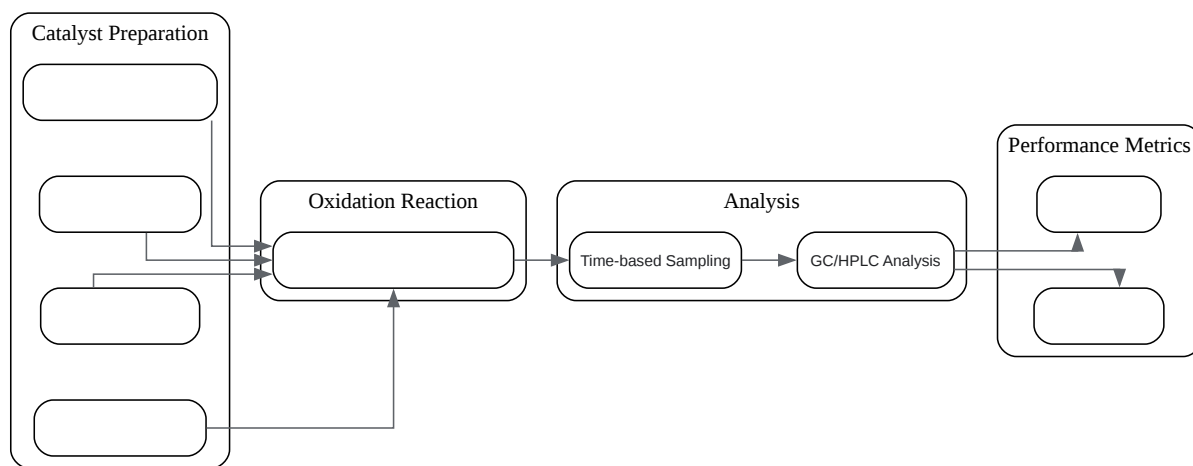 Catalyst Preparation
Oxidation Reaction
Analysis
Time-based Sampling
GC/HPLC Analysis
Performance Metrics